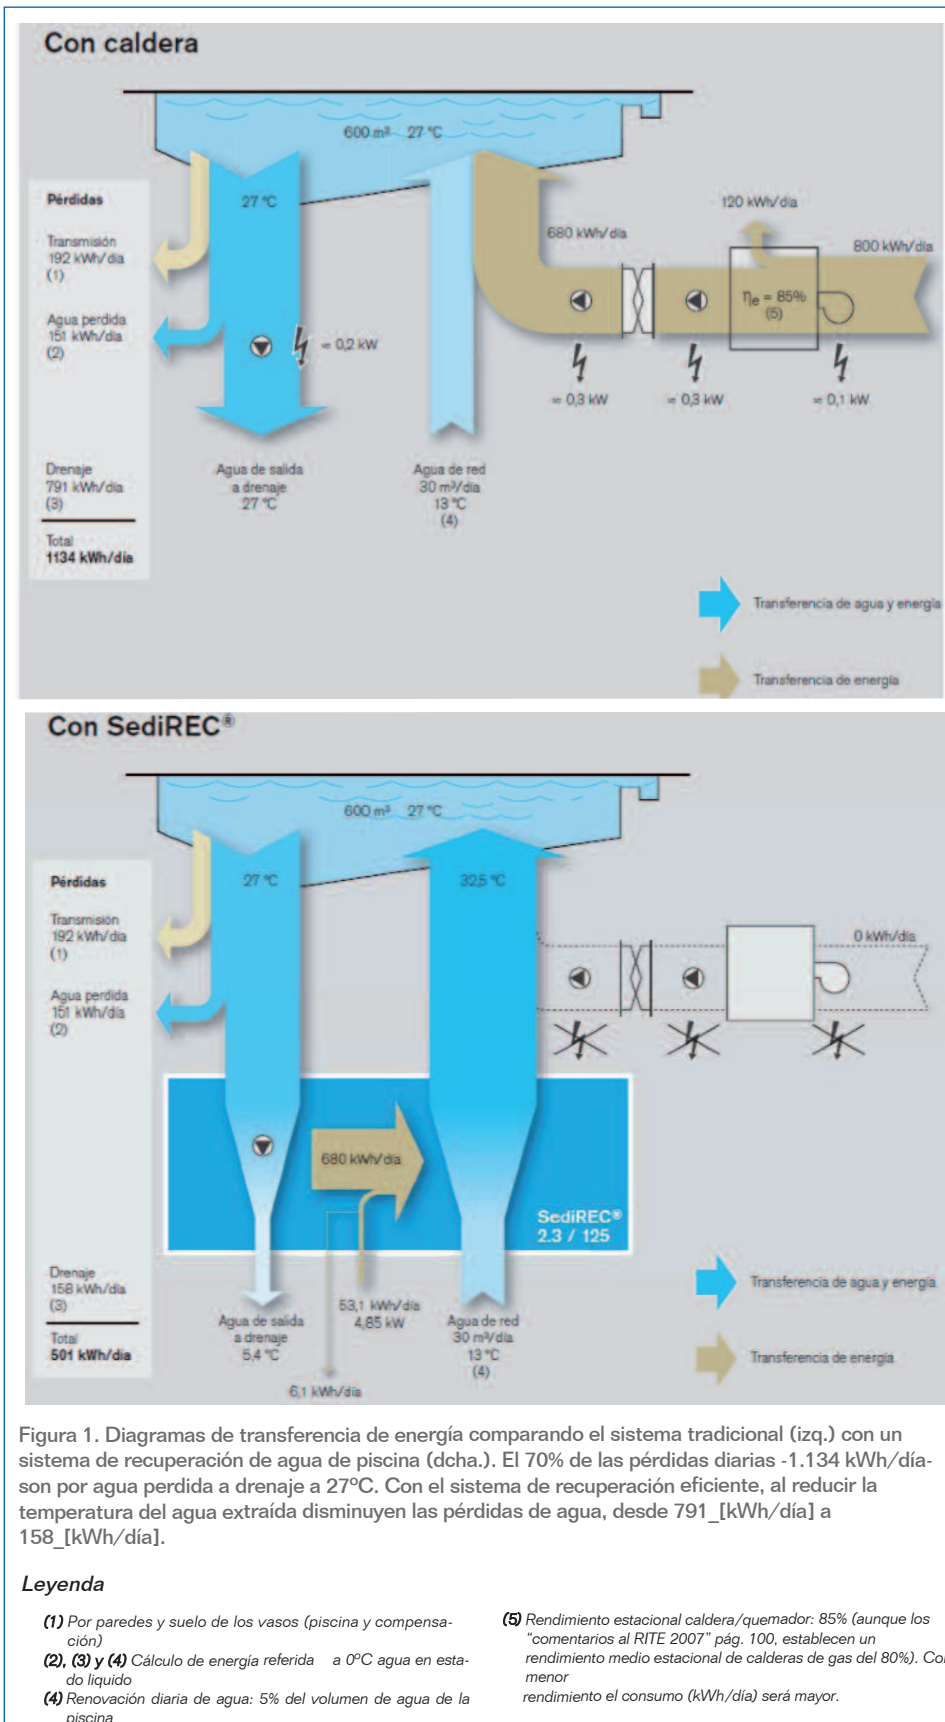 Con caldera
600 m³ 27 ºC
Pérdidas
Transmisión
192 kWh/día
(1)
Agua perdida
151 kWh/día
(2)
Drenaje
791 kWh/día
(3)
Total
1134 kWh/día
27 ºC
≈ 0,2 kW
Agua de salida
a drenaje
27 ºC
Agua de red
30 m³/día
13 ºC
(4)
680 kWh/día
120 kWh/día
800 kWh/día
ηe = 85%
(5)
≈ 0,3 kW
≈ 0,3 kW
≈ 0,1 kW
Transferencia de agua y energía
Transferencia de energía
Con SediREC®
600 m³ 27 ºC
Pérdidas
Transmisión
192 kWh/día
(1)
Agua perdida
151 kWh/día
(2)
Drenaje
158 kWh/día
(3)
Total
501 kWh/día
27 ºC
32,5 ºC
0 kWh/día
680 kWh/día
SediREC®
2.3 / 125
Agua de salida
a drenaje
5,4 ºC
53,1 kWh/día
4,85 kW
6,1 kWh/día
Agua de red
30 m³/día
13 ºC
(4)
Transferencia de agua y energía
Transferencia de energía
Figura 1. Diagramas de transferencia de energía comparando el sistema tradicional (izq.) con un
sistema de recuperación de agua de piscina (dcha.). El 70% de las pérdidas diarias -1.134 kWh/día-
son por agua perdida a drenaje a 27ºC. Con el sistema de recuperación eficiente, al reducir la
temperatura del agua extraída disminuyen las pérdidas de agua, desde 791_[kWh/día] a
158_[kWh/día].
Leyenda
(1) Por paredes y suelo de los vasos (piscina y compensa-
ción)
(2), (3) y (4) Cálculo de energía referida a 0ºC agua en esta-
do liquido
(4) Renovación diaria de agua: 5% del volumen de agua de la
piscina
(5) Rendimiento estacional caldera/quemador: 85% (aunque los
"comentarios al RITE 2007" pág. 100, establecen un
rendimiento medio estacional de calderas de gas del 80%). Con
menor
rendimiento el consumo (kWh/día) será mayor.